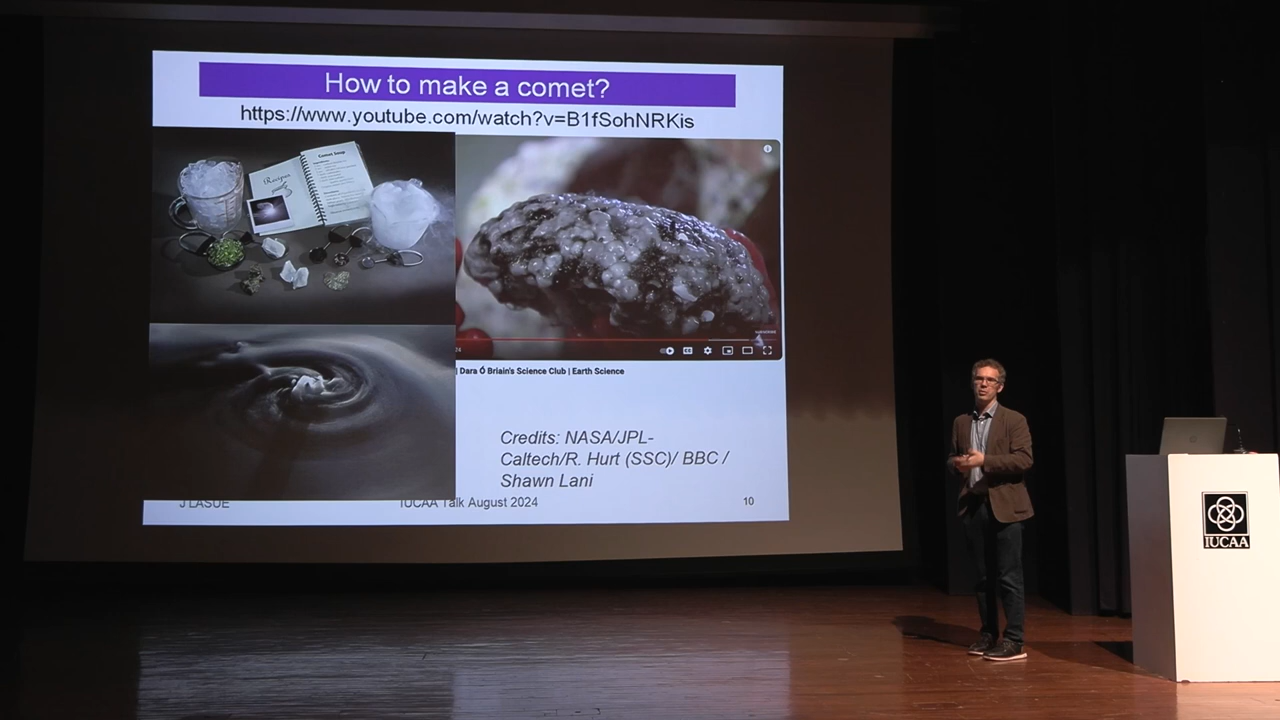 How to make a comet?
https://www.youtube.com/watch?v=B1fSohNRKis
Recipes
Comet Soup
SUBSCRIBE
| Dara Ó Briain's Science Club | Earth Science
Credits: NASA/JPL-
Caltech/R. Hurt (SSC)/ BBC /
Shawn Lani
J LASUE
IUCAA Talk August 2024
10
IUCAA